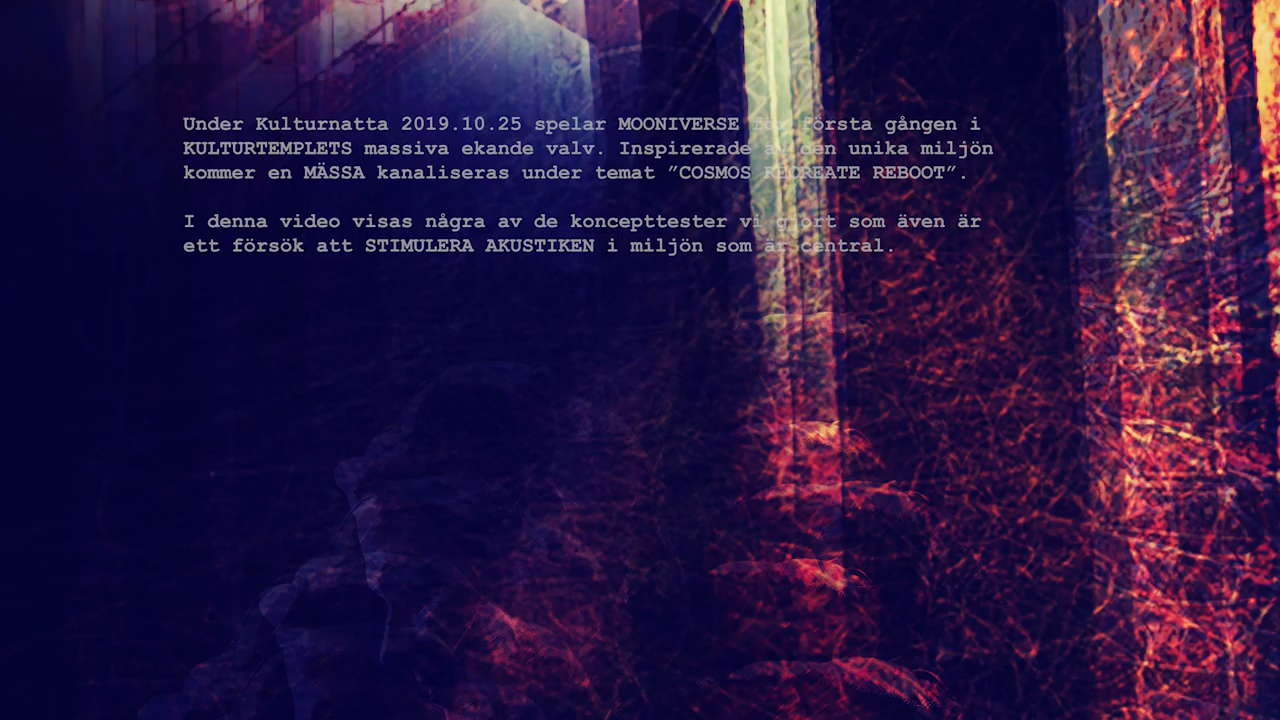 Under Kulturnatta 2019.10.25 spelar MOONIVERSE för första gången i
KULTURTEMPLETS massiva ekande valv. Inspirerade av den unika miljön
kommer en MÄSSA kanaliseras under temat ”COSMOS RECREATE REBOOT”.
I denna video visas några av de koncepttester vi gjort som även är
ett försök att STIMULERA AKUSTIKEN i miljön som är central.